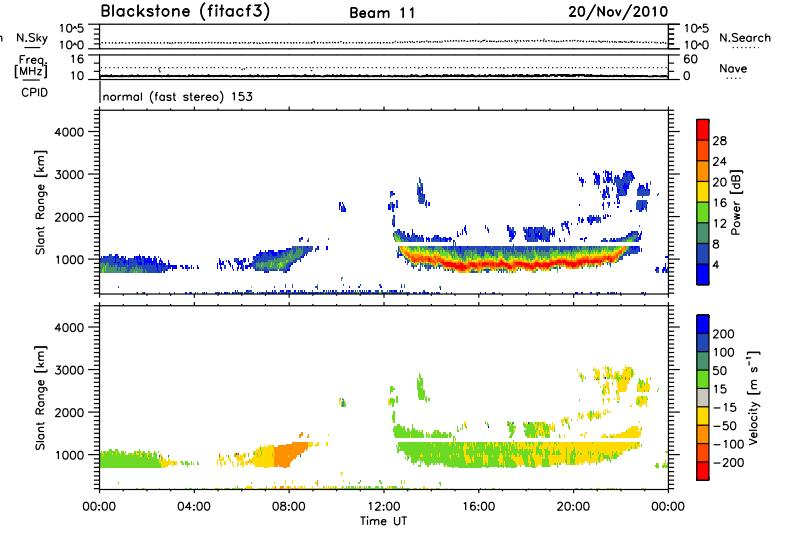 Blackstone (fitacf3) Beam 11 20/Nov/2010
n N.Sky 10^5 10^0 10^5 10^0 N.Search
Freq. [MHz] 16 10 60 0 Nave
CPID normal (fast stereo) 153
Slant Range [km] 4000 3000 2000 1000
28 24 20 16 12 8 4 Power [dB]
Slant Range [km] 4000 3000 2000 1000
200 100 50 15 -15 -50 -100 -200 Velocity [m s⁻¹]
00:00 04:00 08:00 12:00 16:00 20:00 00:00
Time UT